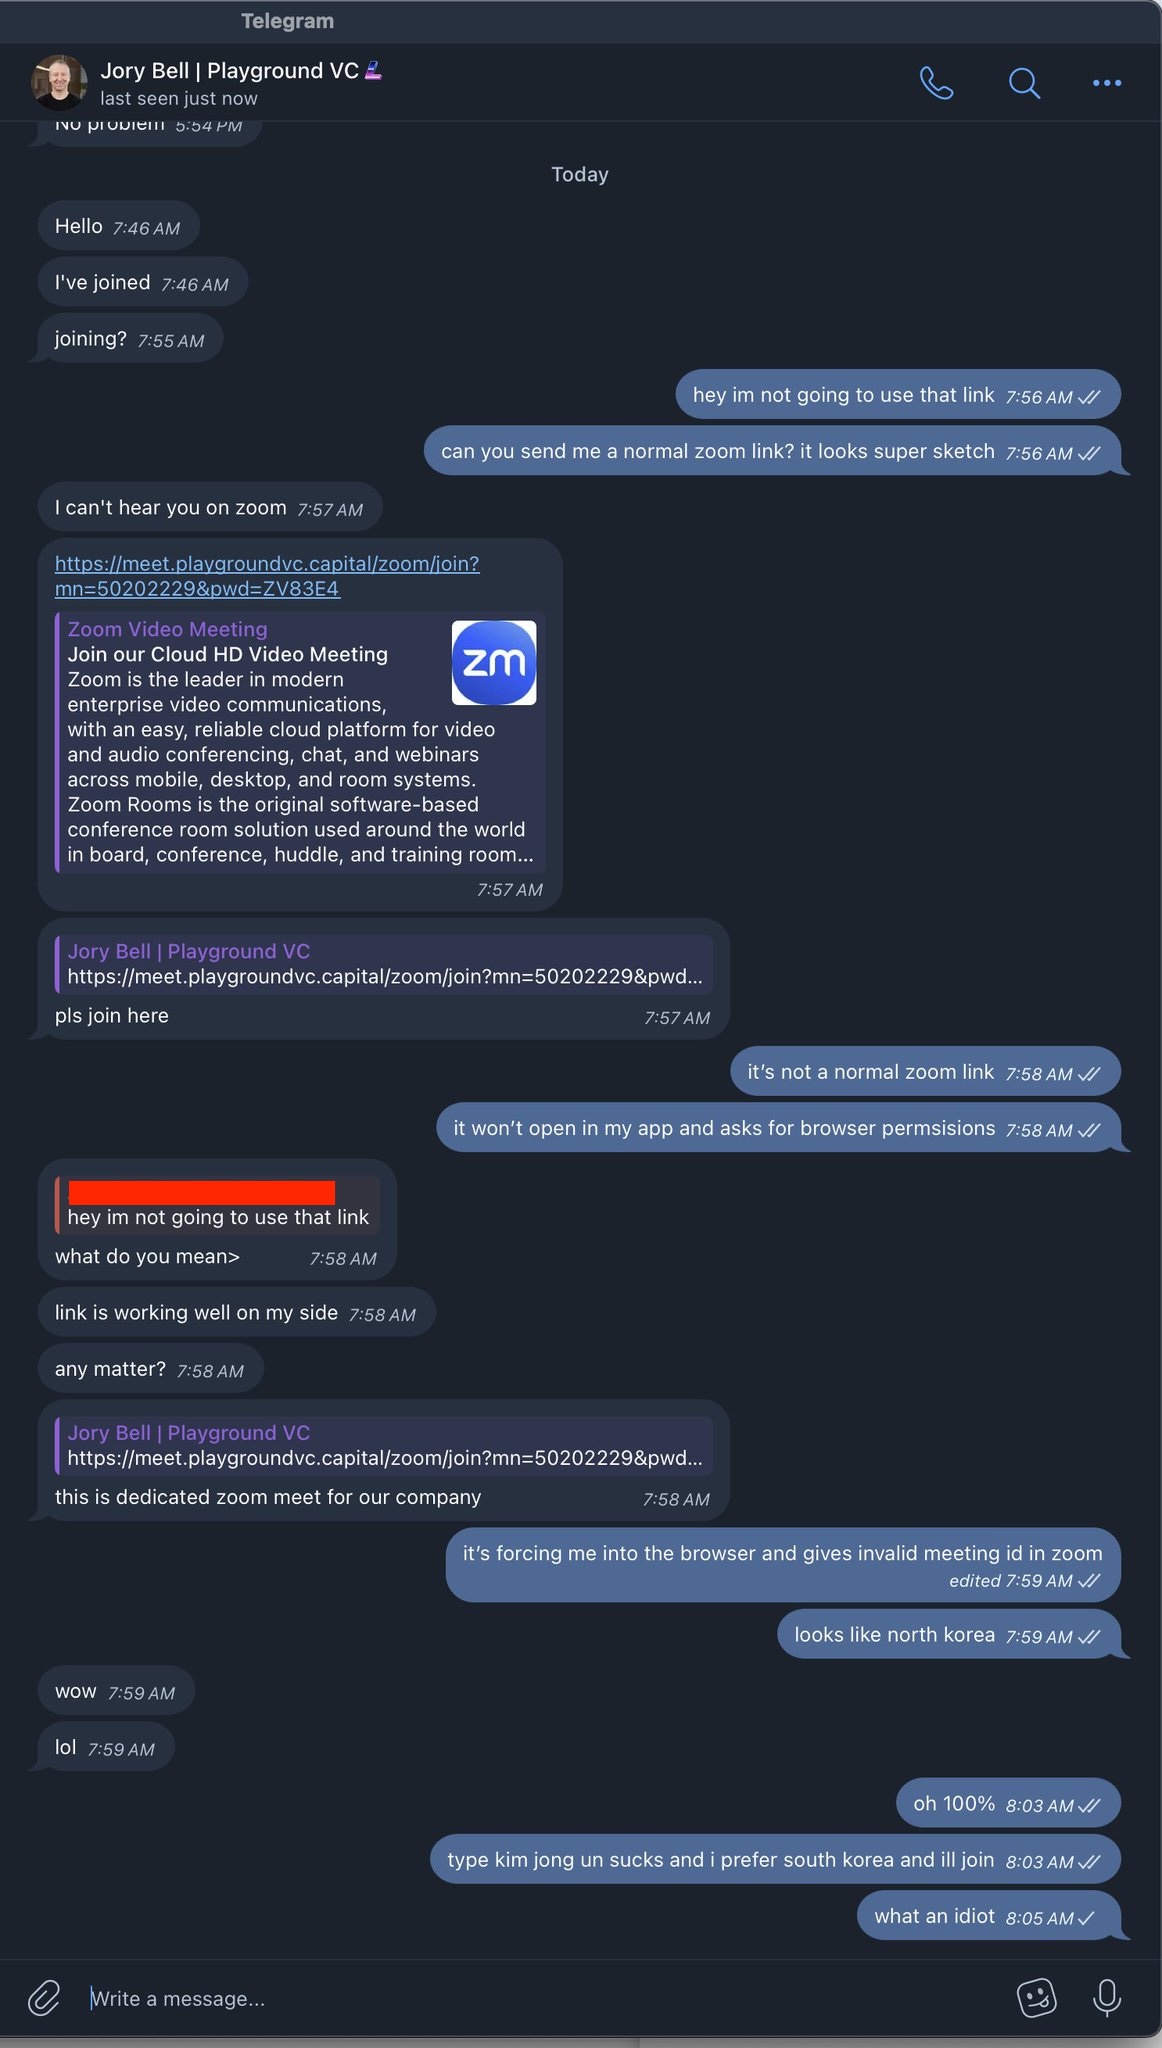 Telegram
Jory Bell | Playground VC
last seen just now
No problem 5:54 PM
Today
Hello 7:46 AM
I've joined 7:46 AM
joining? 7:55 AM
hey im not going to use that link 7:56 AM
can you send me a normal zoom link? it looks super sketch 7:56 AM
I can't hear you on zoom 7:57 AM
https://meet.playgroundvc.capital/zoom/join?
mn=50202229&pwd=ZV83E4
Zoom Video Meeting
Join our Cloud HD Video Meeting
zm
Zoom is the leader in modern
enterprise video communications,
with an easy, reliable cloud platform for video
and audio conferencing, chat, and webinars
across mobile, desktop, and room systems.
Zoom Rooms is the original software-based
conference room solution used around the world
in board, conference, huddle, and training room...
7:57 AM
Jory Bell | Playground VC
https://meet.playgroundvc.capital/zoom/join?mn=50202229&pwd...
pls join here 7:57 AM
it's not a normal zoom link 7:58 AM
it won't open in my app and asks for browser permsisions 7:58 AM
hey im not going to use that link
what do you mean> 7:58 AM
link is working well on my side 7:58 AM
any matter? 7:58 AM
Jory Bell | Playground VC
https://meet.playgroundvc.capital/zoom/join?mn=50202229&pwd...
this is dedicated zoom meet for our company 7:58 AM
it's forcing me into the browser and gives invalid meeting id in zoom
edited 7:59 AM
looks like north korea 7:59 AM
wow 7:59 AM
lol 7:59 AM
oh 100% 8:03 AM
type kim jong un sucks and i prefer south korea and ill join 8:03 AM
what an idiot 8:05 AM
Write a message...